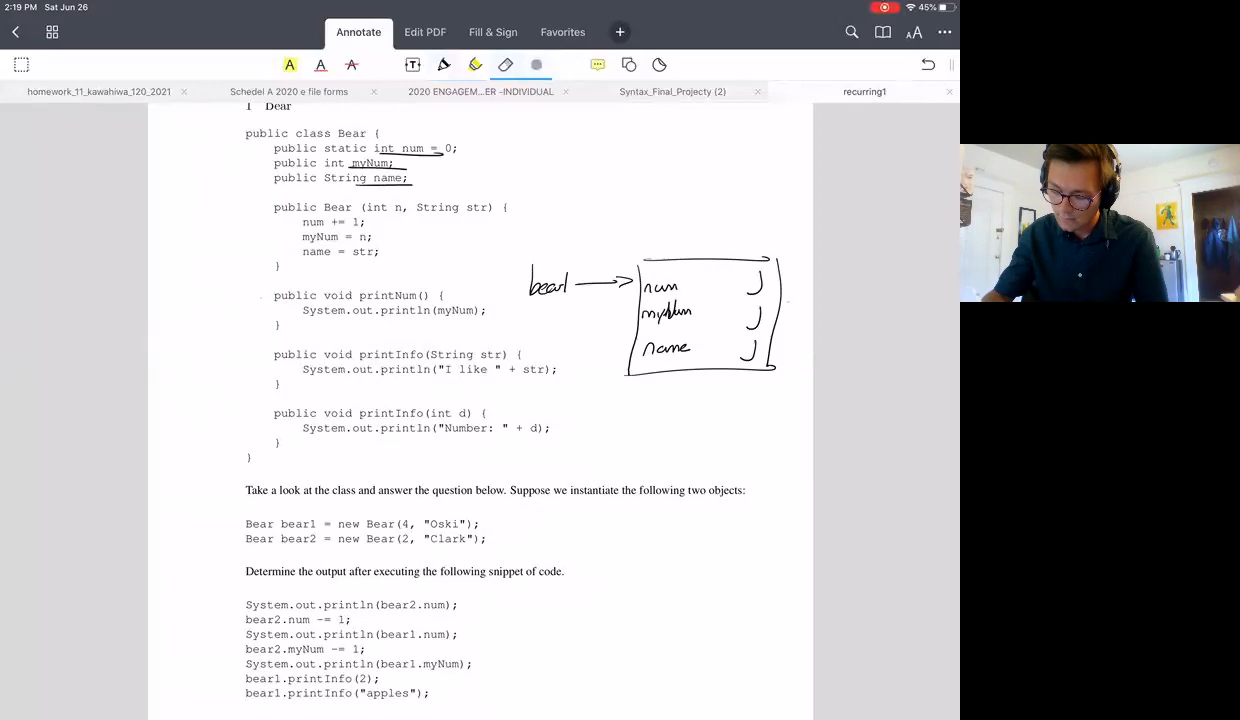 2:19 PM Sat Jun 26
45%
Annotate Edit PDF Fill & Sign Favorites
A A A T AA
homework_11_kawahiwa_120_2021 Schedel A 2020 e file forms 2020 ENGAGEM...ER -INDIVIDUAL Syntax_Final_Projecty (2) recurring1
1 Bear
public class Bear {
public static int num = 0;
public int myNum;
public String name;
public Bear (int n, String str) {
num += 1;
myNum = n;
name = str;
}
public void printNum() {
System.out.println(myNum);
}
public void printInfo(String str) {
System.out.println("I like " + str);
}
public void printInfo(int d) {
System.out.println("Number: " + d);
}
}
bear1
num
myNum
name
Take a look at the class and answer the question below. Suppose we instantiate the following two objects:
Bear bear1 = new Bear(4, "Oski");
Bear bear2 = new Bear(2, "Clark");
Determine the output after executing the following snippet of code.
System.out.println(bear2.num);
bear2.num -= 1;
System.out.println(bear1.num);
bear2.myNum -= 1;
System.out.println(bear1.myNum);
bear1.printInfo(2);
bear1.printInfo("apples");